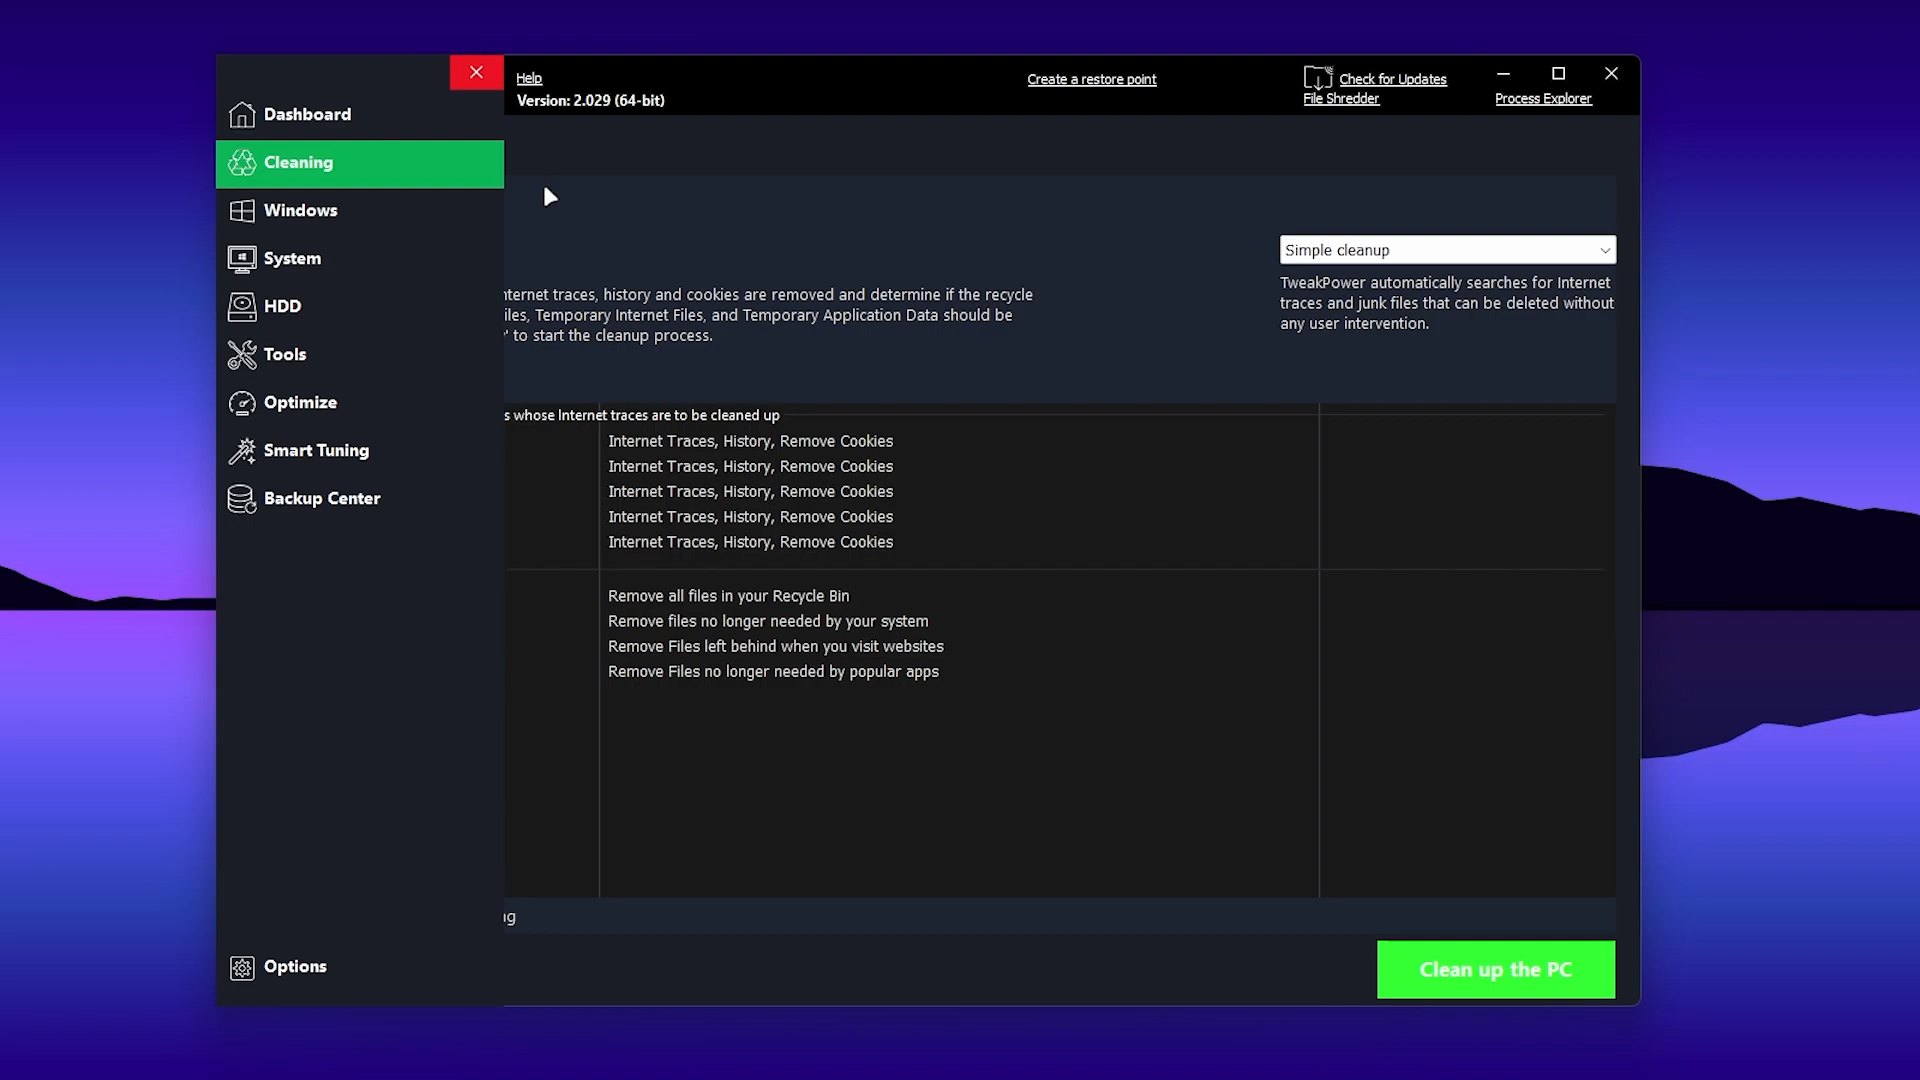 Help
Version: 2.029 (64-bit)
Create a restore point
Check for Updates
File Shredder
Process Explorer
Dashboard
Cleaning
Windows
System
HDD
Tools
Optimize
Smart Tuning
Backup Center
Options
Simple cleanup
TweakPower automatically searches for Internet
traces and junk files that can be deleted without
any user intervention.
traces, history and cookies are removed and determine if the recycle
Temporary Internet Files, and Temporary Application Data should be
to start the cleanup process.
whose Internet traces are to be cleaned up
Internet Traces, History, Remove Cookies
Internet Traces, History, Remove Cookies
Internet Traces, History, Remove Cookies
Internet Traces, History, Remove Cookies
Internet Traces, History, Remove Cookies
Remove all files in your Recycle Bin
Remove files no longer needed by your system
Remove Files left behind when you visit websites
Remove Files no longer needed by popular apps
Clean up the PC